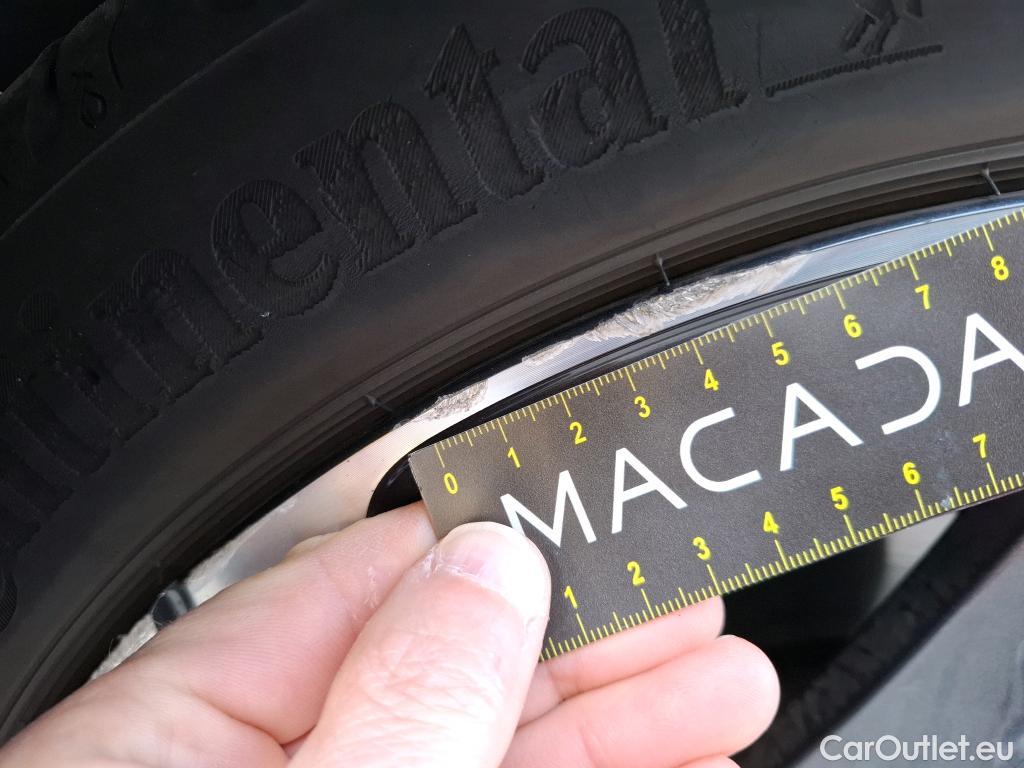 Continental
0 1 2 3 4 5 6 7 8
MACADA
1 2 3 4 5 6 7
CarOutlet.eu